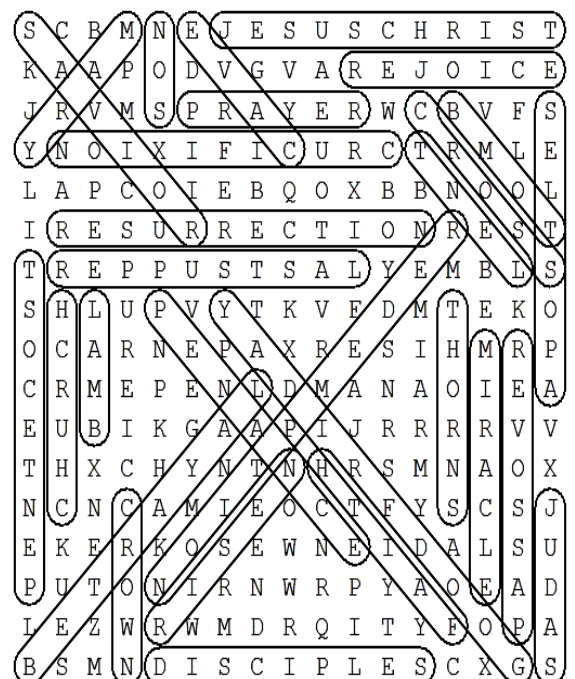 S C B M N E J E S U S C H R I S T
K A A P O D V G V A R E J O I C E
J R V M S P R A Y E R W C B V F S
Y N O I X I F I C U R C T R M L E
L A P C O I E B Q O X B B N O O L
I R E S U R R E C T I O N R E S T
T R E P P U S T S A L Y E M B L S
S H L U P V Y T K V E D M T E K O
O C A R N E P A X R E S I H M R P
C R M E P E N L D M A N A O I E A
E U B I K G A A P I J R R R R V V
T H X C H Y N T N H R S M N A O X
N C N C A M I E O C T F Y S C S J
E K E R K O S E W N E I D A L S U
P U T O N I R N W R P Y A O E A D
L E Z W R W M D R Q I T Y F O P A
B S M N D I S C I P L E S C X G S